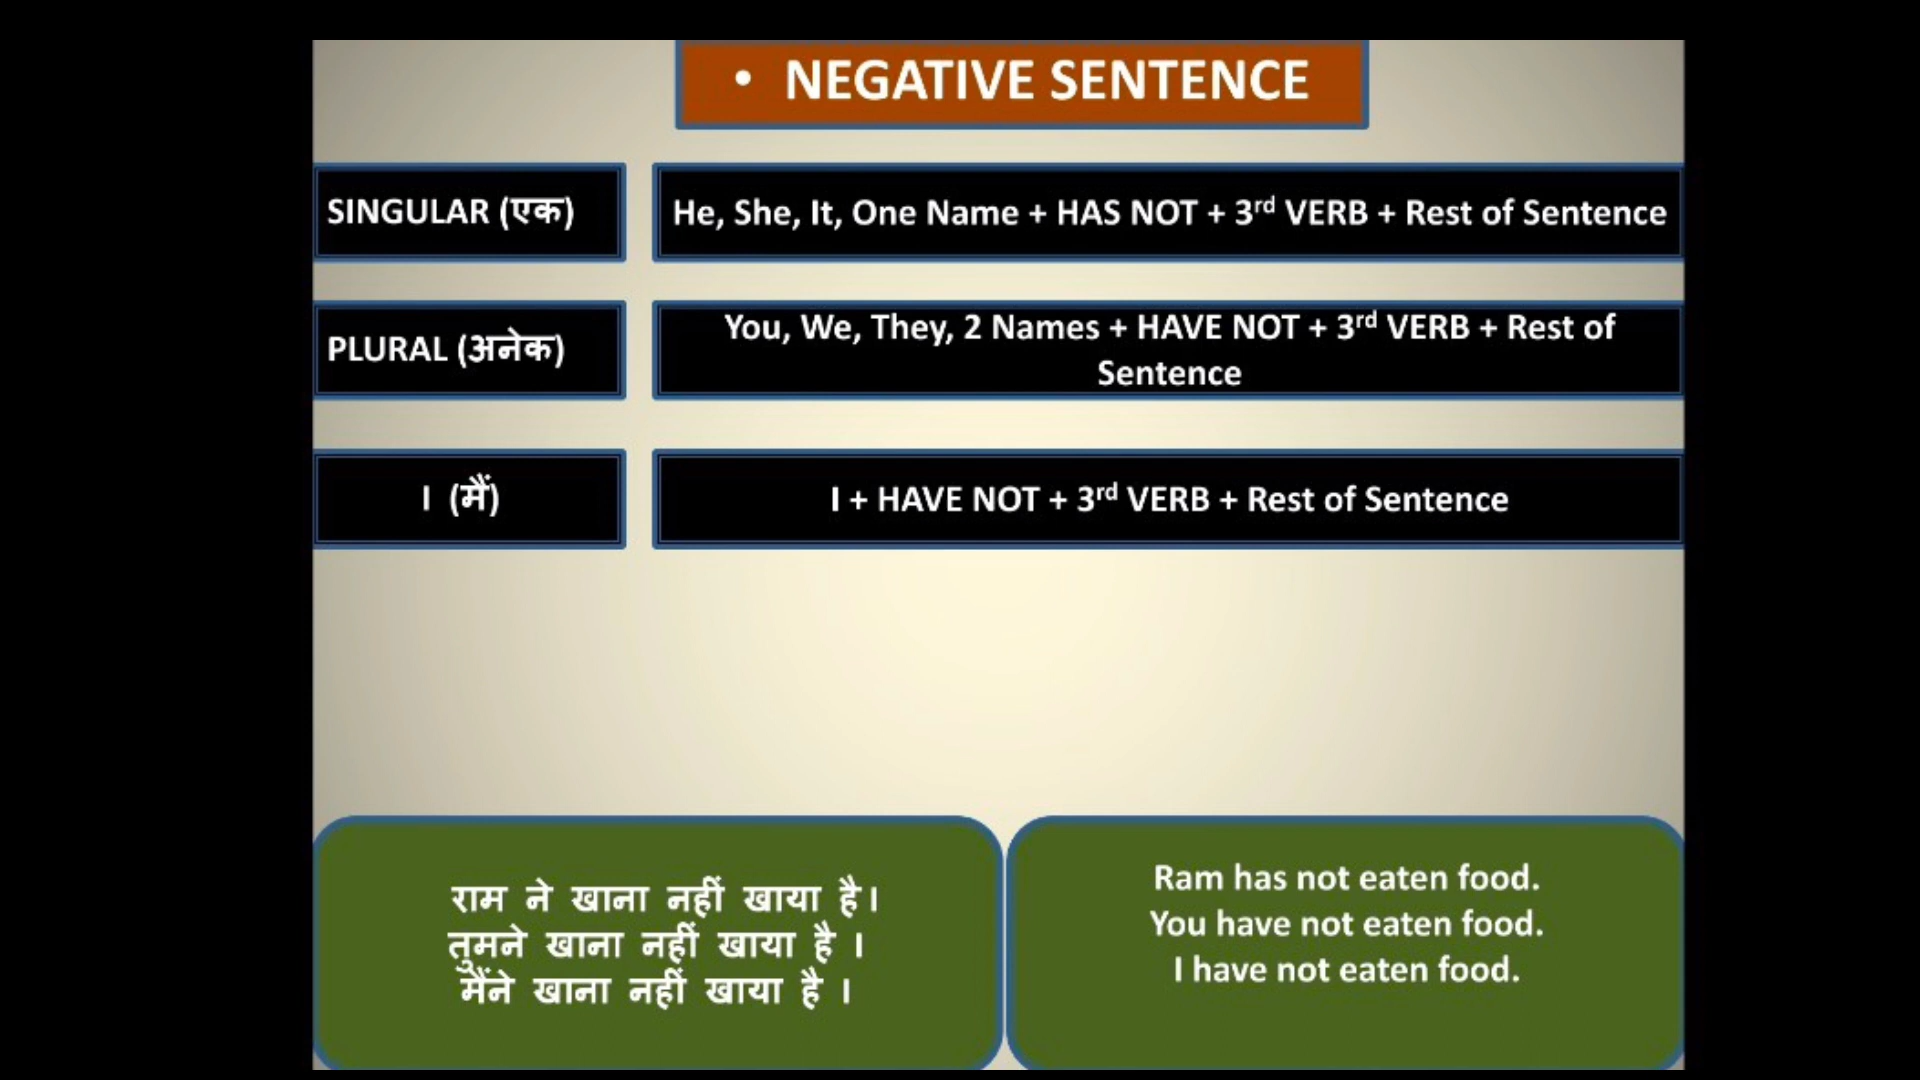 • NEGATIVE SENTENCE
SINGULAR (एक)
He, She, It, One Name + HAS NOT + 3rd VERB + Rest of Sentence
PLURAL (अनेक)
You, We, They, 2 Names + HAVE NOT + 3rd VERB + Rest of
Sentence
I (मैं)
I + HAVE NOT + 3rd VERB + Rest of Sentence
राम ने खाना नहीं खाया है।
तुमने खाना नहीं खाया है ।
मैंने खाना नहीं खाया है ।
Ram has not eaten food.
You have not eaten food.
I have not eaten food.